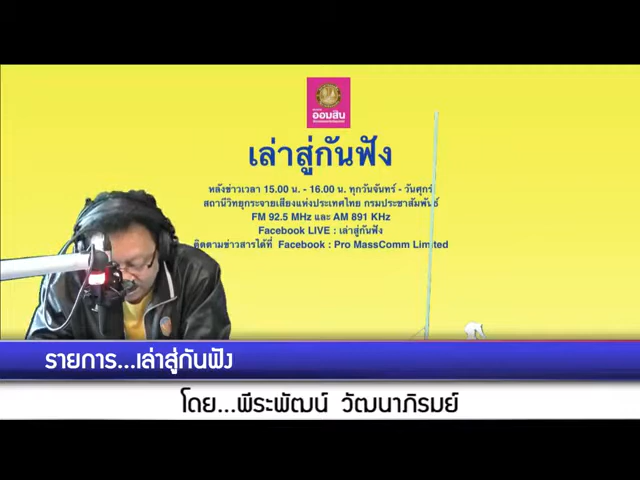 ออมสิน
เล่าสู่กันฟัง
หลังข่าวเวลา 15.00 น. - 16.00 น. ทุกวันจันทร์ - วันศุกร์
สถานีวิทยุกระจายเสียงแห่งประเทศไทย กรมประชาสัมพันธ์
FM 92.5 MHz และ AM 891 KHz
Facebook LIVE : เล่าสู่กันฟัง
ติดตามข่าวสารได้ที่ Facebook : Pro MassComm Limited
รายการ...เล่าสู่กันฟัง
โดย...พีระพัฒน์ วัฒนาภิรมย์